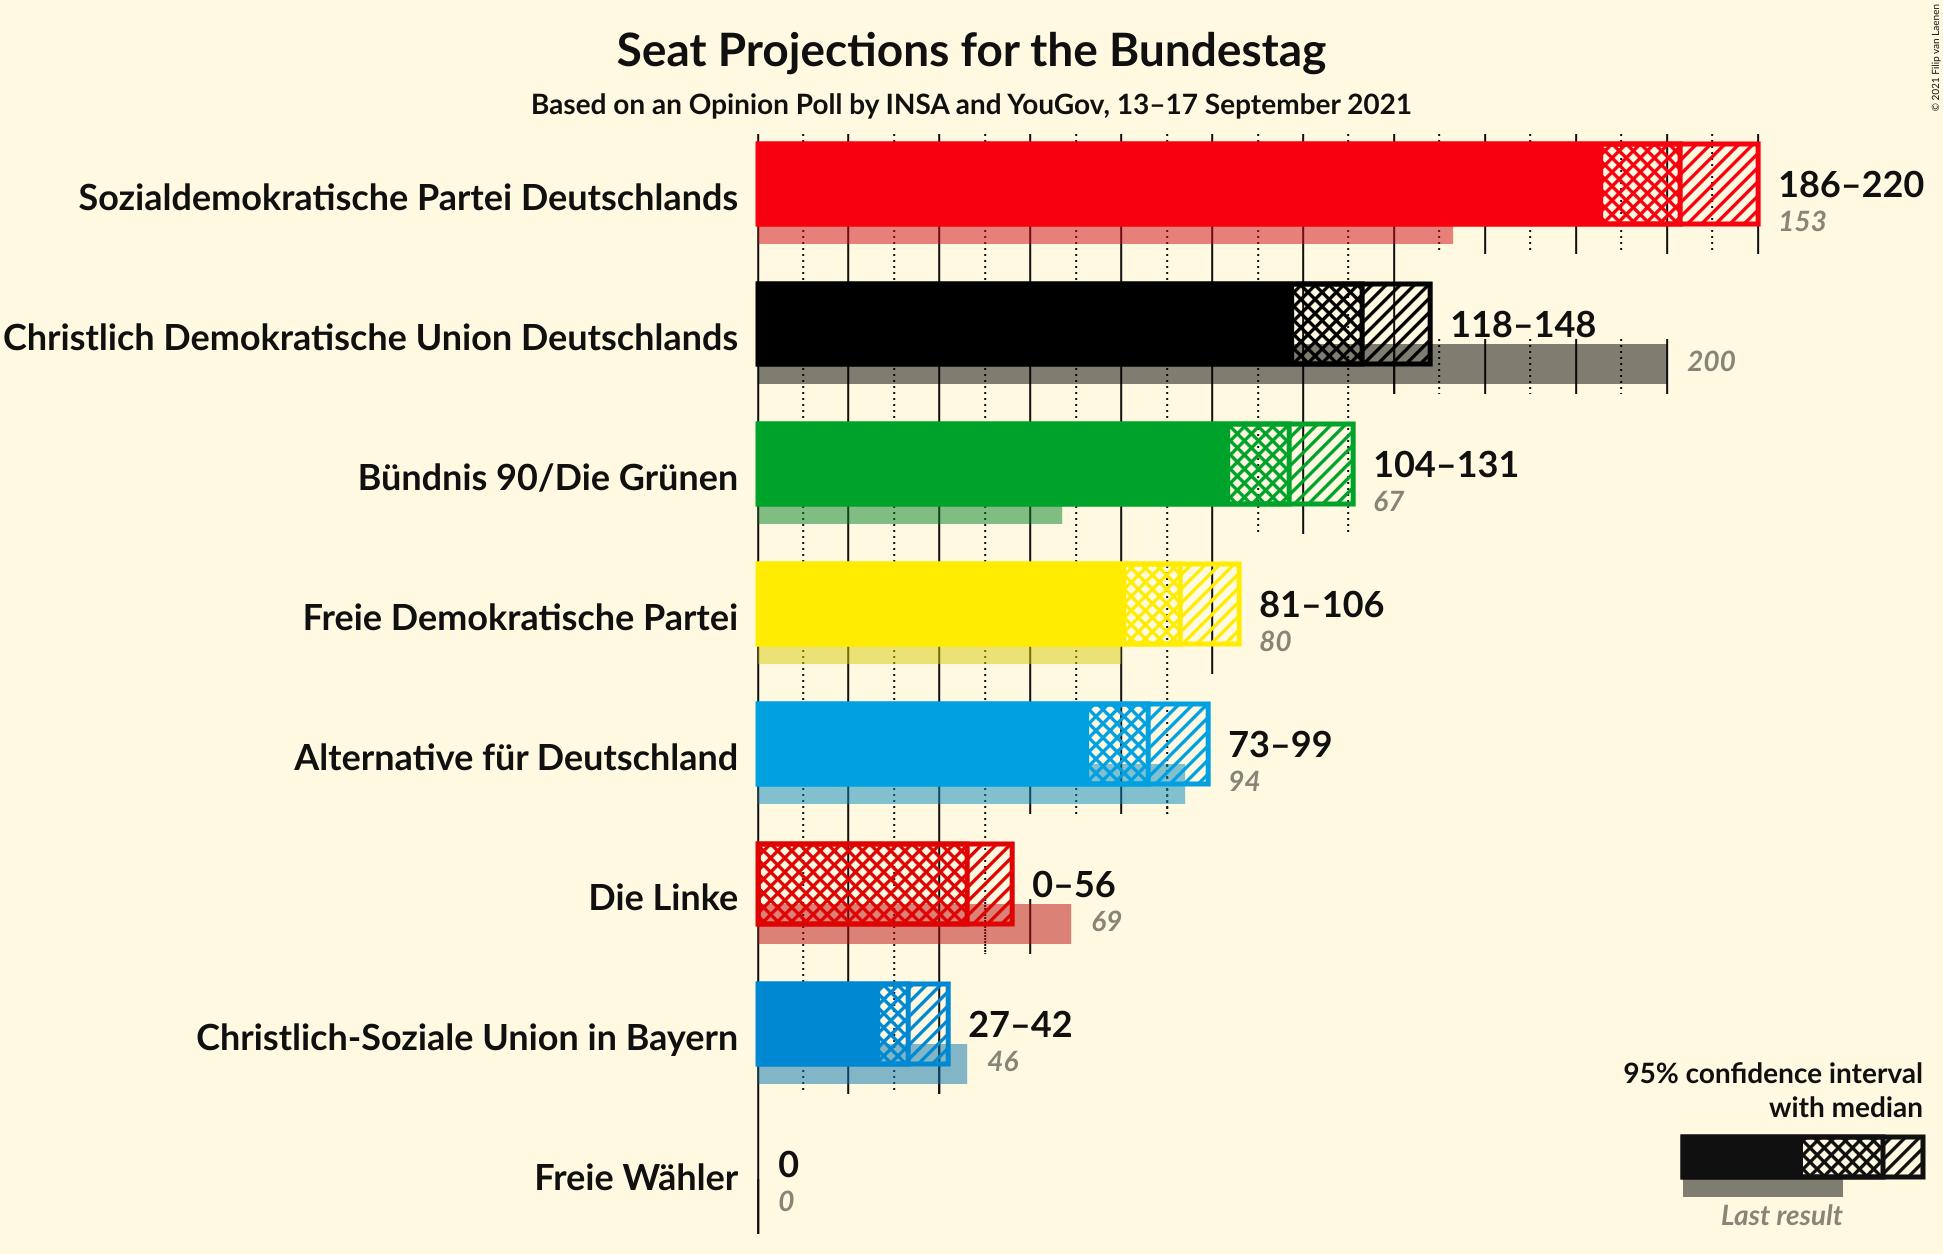 Seat Projections for the Bundestag
Based on an Opinion Poll by INSA and YouGov, 13–17 September 2021
© 2021 Filip van Laenen
Sozialdemokratische Partei Deutschlands
186–220
153
Christlich Demokratische Union Deutschlands
118–148
200
Bündnis 90/Die Grünen
104–131
67
Freie Demokratische Partei
81–106
80
Alternative für Deutschland
73–99
94
Die Linke
0–56
69
Christlich-Soziale Union in Bayern
27–42
46
Freie Wähler
0
0
95% confidence interval
with median
Last result